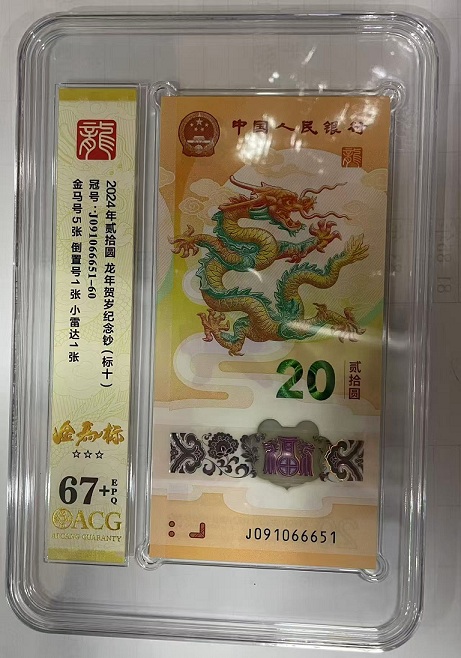 龍
2024年贰拾圆 龙年贺岁纪念钞(标十)
冠号:J091066651-60
金马号5张 倒置号1张 小雷达1张
金马标
☆☆☆
67+EPQ
ACG
中国人民银行
20
贰拾圆
福
J091066651